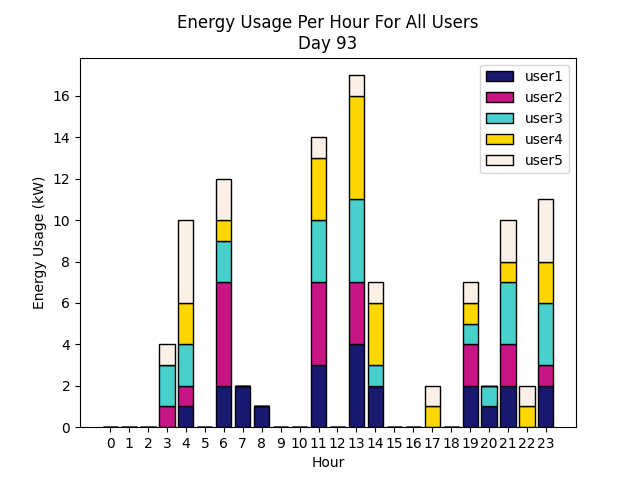 Energy Usage Per Hour For All Users
Day 93
user1
user2
user3
user4
user5
Energy Usage (kW)
16
14
12
10
8
6
4
2
0
0 1 2 3 4 5 6 7 8 9 10 11 12 13 14 15 16 17 18 19 20 21 22 23
Hour